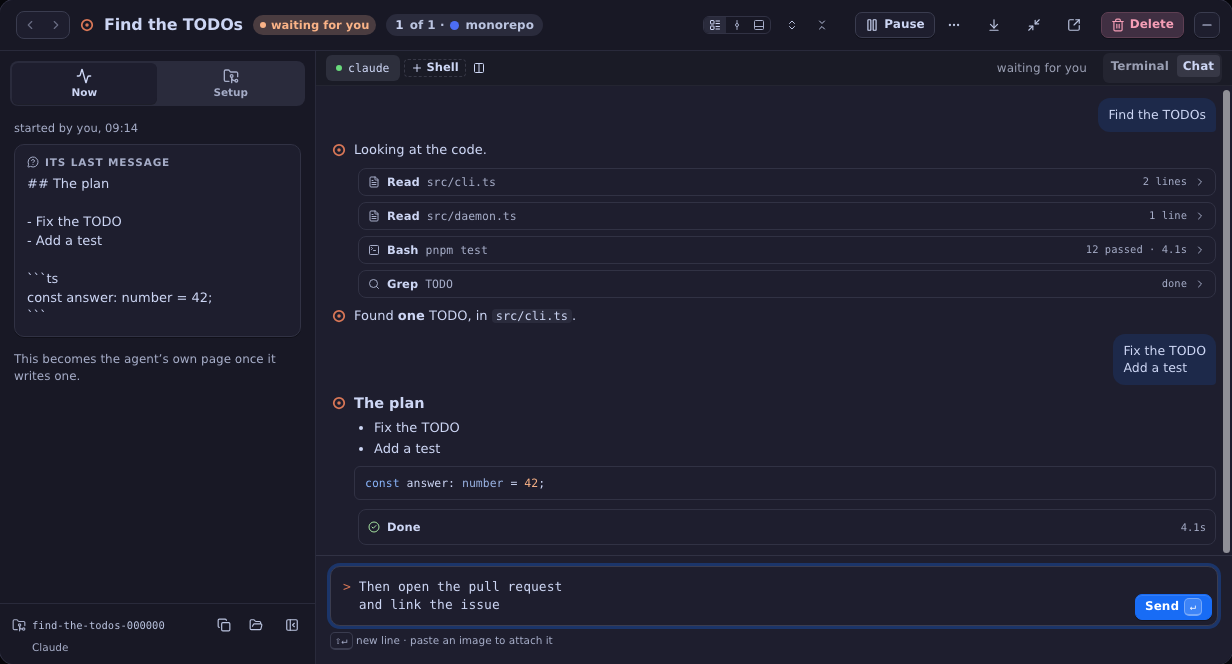 Find the TODOs
waiting for you
1 of 1 · monorepo
Pause
Delete
Now
Setup
started by you, 09:14
ITS LAST MESSAGE
## The plan
- Fix the TODO
- Add a test
```ts
const answer: number = 42;
```
This becomes the agent’s own page once it
writes one.
find-the-todos-000000
Claude
claude
+ Shell
waiting for you
Terminal
Chat
Find the TODOs
Looking at the code.
Read src/cli.ts 2 lines
Read src/daemon.ts 1 line
Bash pnpm test 12 passed · 4.1s
Grep TODO done
Found one TODO, in src/cli.ts.
Fix the TODO
Add a test
The plan
• Fix the TODO
• Add a test
const answer: number = 42;
Done 4.1s
> Then open the pull request
and link the issue
Send ↵
⇧↵ new line · paste an image to attach it